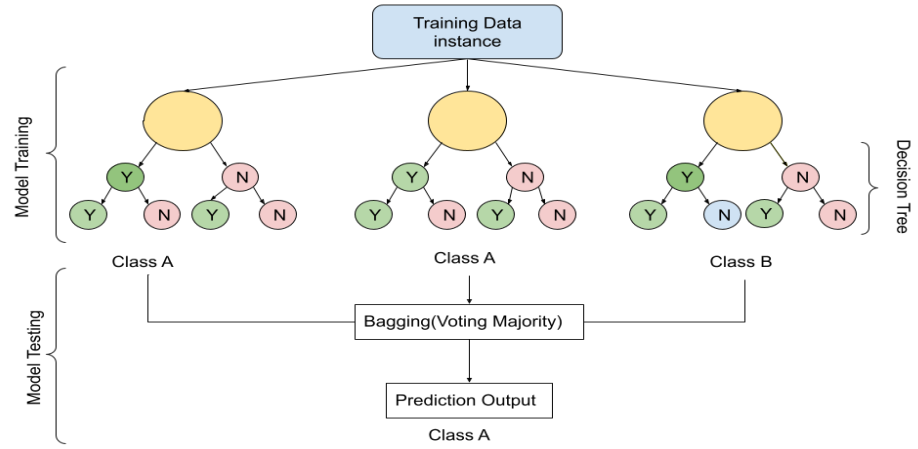 Training Data
instance
Model Training
Y N Y N Y N
Y N Y N Y N Y N Y N Y N
Decision Tree
Class A Class A Class B
Model Testing
Bagging(Voting Majority)
Prediction Output
Class A